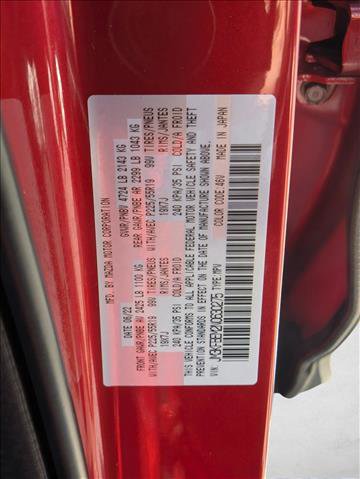 MFD. BY MAZDA MOTOR CORPORATION
DATE: 06/22 GVWR/PNBV 4724 LB 2143 KG
FRONT GAWR/PNBE AV 2425 LB 1100 KG REAR GAWR/PNBE AR 2299 LB 1043 KG
WITH/AVEC P225/55R19 99V TIRES/PNEUS WITH/AVEC P225/55R19 99V TIRES/PNEUS
19X7J RIMS/JANTES 19X7J RIMS/JANTES
240 KPA/35 PSI COLD/A FROID 240 KPA/35 PSI COLD/A FROID
THIS VEHICLE CONFORMS TO ALL APPLICABLE FEDERAL MOTOR VEHICLE SAFETY AND THEFT PREVENTION
STANDARDS IN EFFECT ON THE DATE OF MANUFACTURE SHOWN ABOVE.
TYPE:MPV COLOR CODE: 46V MADE IN JAPAN